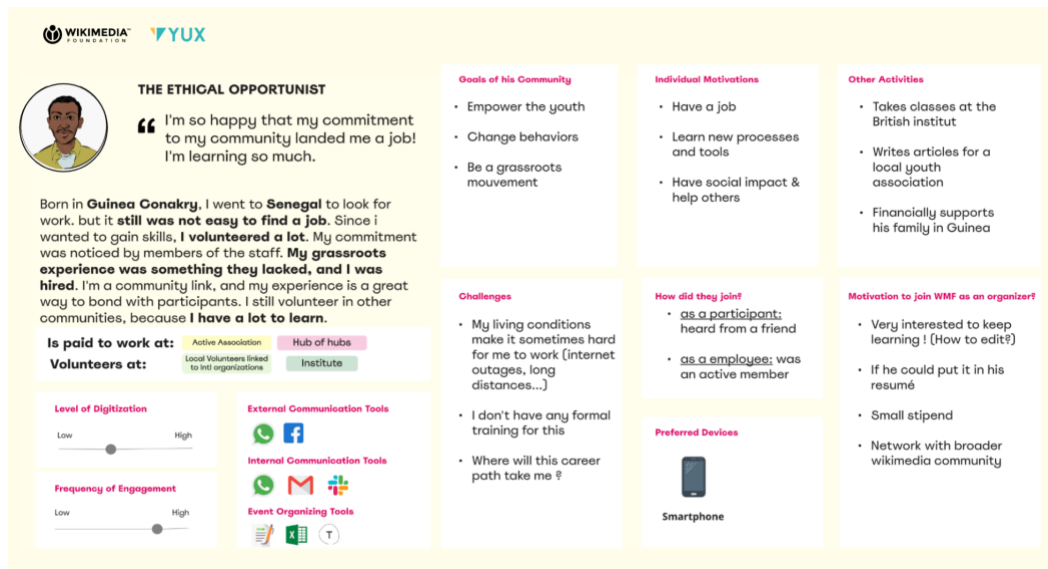 WIKIMEDIA™
FOUNDATION
YUX
THE ETHICAL OPPORTUNIST
“ I'm so happy that my commitment
to my community landed me a job!
I'm learning so much.
Born in Guinea Conakry, I went to Senegal to look for
work. but it still was not easy to find a job. Since i
wanted to gain skills, I volunteered a lot. My commitment
was noticed by members of the staff. My grassroots
experience was something they lacked, and I was
hired. I'm a community link, and my experience is a great
way to bond with participants. I still volunteer in other
communities, because I have a lot to learn.
Is paid to work at:
Active Association
Hub of hubs
Volunteers at:
Local Volunteers linked
to Intl organizations
Institute
Level of Digitization
Low
High
Frequency of Engagement
Low
High
External Communication Tools
Internal Communication Tools
Event Organizing Tools
T
Goals of his Community
• Empower the youth
• Change behaviors
• Be a grassroots
mouvement
Individual Motivations
• Have a job
• Learn new processes
and tools
• Have social impact &
help others
Other Activities
• Takes classes at the
British institut
• Writes articles for a
local youth
association
• Financially supports
his family in Guinea
Challenges
• My living conditions
make it sometimes hard
for me to work (internet
outages, long
distances...)
• I don't have any formal
training for this
• Where will this career
path take me ?
How did they join?
• as a participant:
heard from a friend
• as a employee: was
an active member
Preferred Devices
Smartphone
Motivation to join WMF as an organizer?
• Very interested to keep
learning ! (How to edit?)
• If he could put it in his
resumé
• Small stipend
• Network with broader
wikimedia community